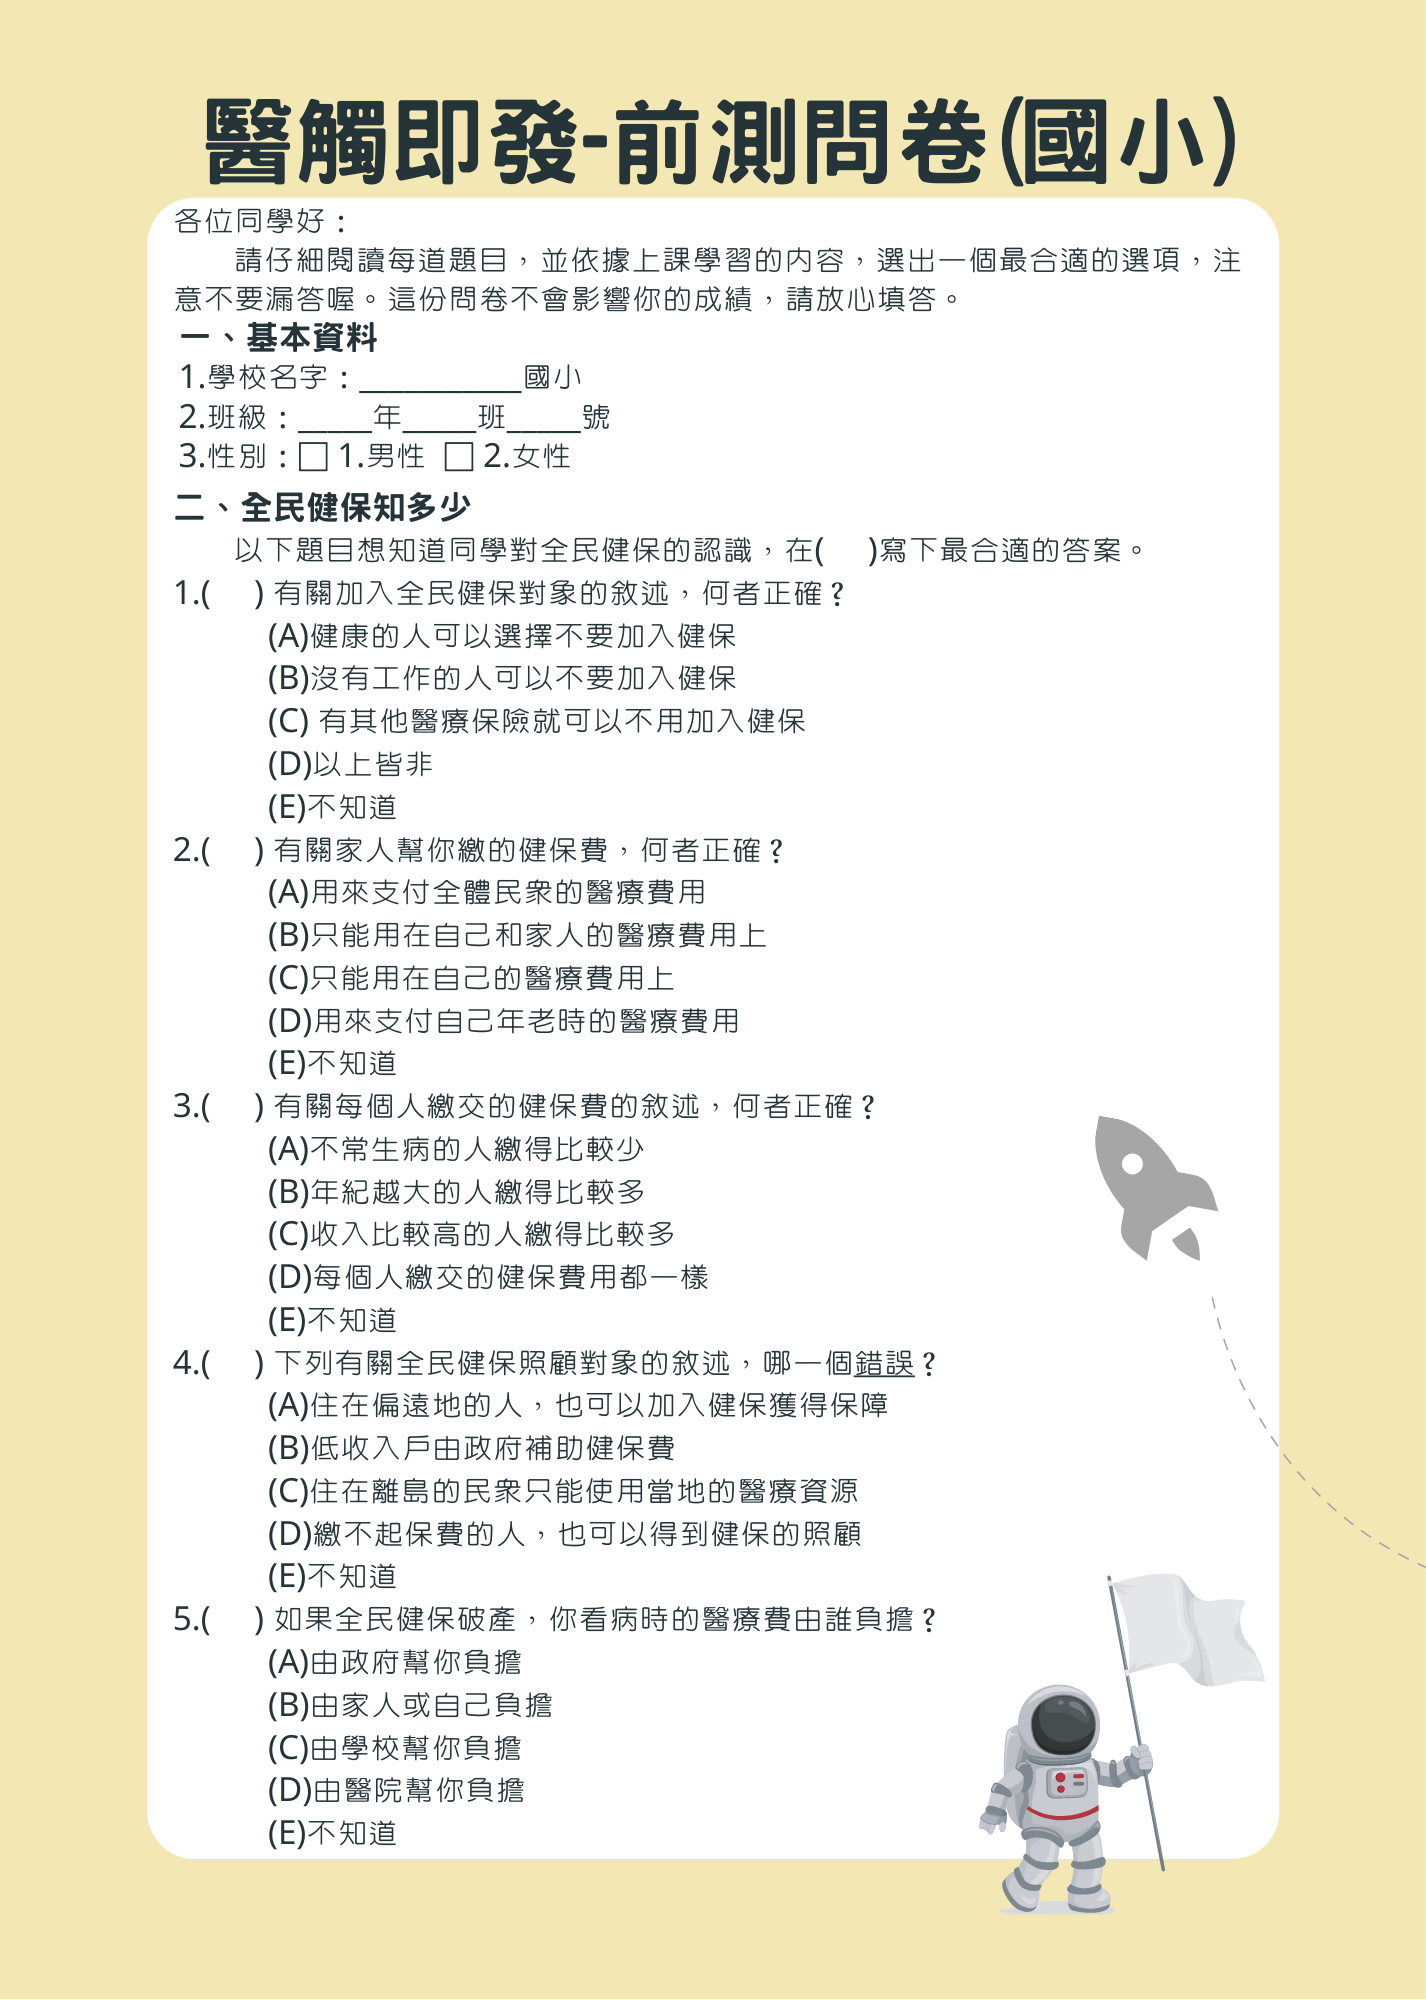 醫觸即發-前測問卷(國小)
各位同學好：
請仔細閱讀每道題目，並依據上課學習的內容，選出一個最合適的選項，注
意不要漏答喔。這份問卷不會影響你的成績，請放心填答。
一、基本資料
1.學校名字：___________國小
2.班級：_____年_____班_____號
3.性別：□ 1.男性 □ 2.女性
二、全民健保知多少
以下題目想知道同學對全民健保的認識，在(　)寫下最合適的答案。
1.(　) 有關加入全民健保對象的敘述，何者正確？
(A)健康的人可以選擇不要加入健保
(B)沒有工作的人可以不要加入健保
(C) 有其他醫療保險就可以不用加入健保
(D)以上皆非
(E)不知道
2.(　) 有關家人幫你繳的健保費，何者正確？
(A)用來支付全體民衆的醫療費用
(B)只能用在自己和家人的醫療費用上
(C)只能用在自己的醫療費用上
(D)用來支付自己年老時的醫療費用
(E)不知道
3.(　) 有關每個人繳交的健保費的敘述，何者正確？
(A)不常生病的人繳得比較少
(B)年紀越大的人繳得比較多
(C)收入比較高的人繳得比較多
(D)每個人繳交的健保費用都一樣
(E)不知道
4.(　) 下列有關全民健保照顧對象的敘述，哪一個錯誤？
(A)住在偏遠地的人，也可以加入健保獲得保障
(B)低收入戶由政府補助健保費
(C)住在離島的民衆只能使用當地的醫療資源
(D)繳不起保費的人，也可以得到健保的照顧
(E)不知道
5.(　) 如果全民健保破產，你看病時的醫療費由誰負擔？
(A)由政府幫你負擔
(B)由家人或自己負擔
(C)由學校幫你負擔
(D)由醫院幫你負擔
(E)不知道